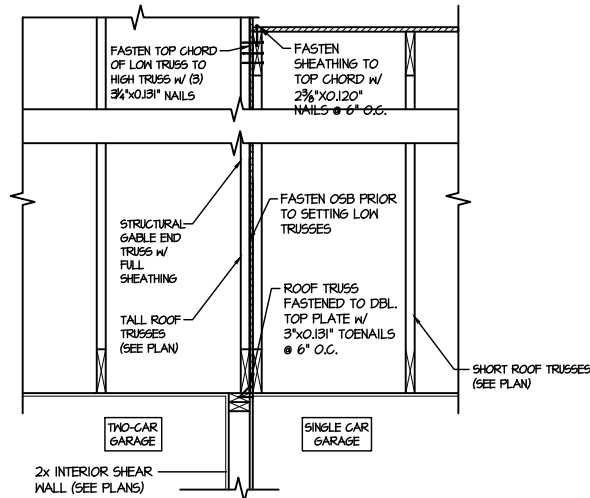 FASTEN TOP CHORD
OF LOW TRUSS TO
HIGH TRUSS W/ (3)
3¼"X0.131" NAILS
FASTEN
SHEATHING TO
TOP CHORD W/
2⅜"X0.120"
NAILS @ 6" O.C.
STRUCTURAL
GABLE END
TRUSS W/
FULL
SHEATHING
TALL ROOF
TRUSSES
(SEE PLAN)
FASTEN OSB PRIOR
TO SETTING LOW
TRUSSES
ROOF TRUSS
FASTENED TO DBL.
TOP PLATE W/
3"X0.131" TOENAILS
@ 6" O.C.
SHORT ROOF TRUSSES
(SEE PLAN)
TWO-CAR
GARAGE
SINGLE CAR
GARAGE
2x INTERIOR SHEAR
WALL (SEE PLANS)